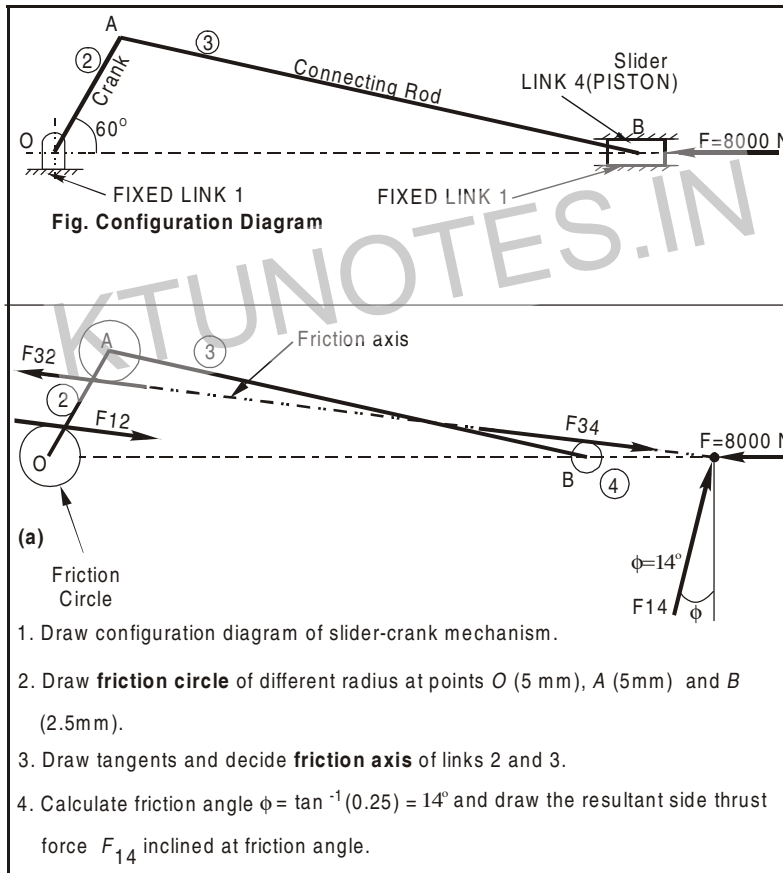 A
3
2
Crank
Connecting Rod
Slider
LINK 4(PISTON)
60°
O
B
F=8000 N
FIXED LINK 1
FIXED LINK 1
Fig. Configuration Diagram
KTUNOTES.IN
A
3
Friction axis
F32
2
F12
F34
F=8000 N
O
B
4
(a)
Friction
Circle
ϕ=14°
F14
ϕ
1. Draw configuration diagram of slider-crank mechanism.
2. Draw friction circle of different radius at points O (5 mm), A (5mm) and B
(2.5mm).
3. Draw tangents and decide friction axis of links 2 and 3.
4. Calculate friction angle ϕ = tan ⁻¹(0.25) = 14° and draw the resultant side thrust
force F₁₄ inclined at friction angle.